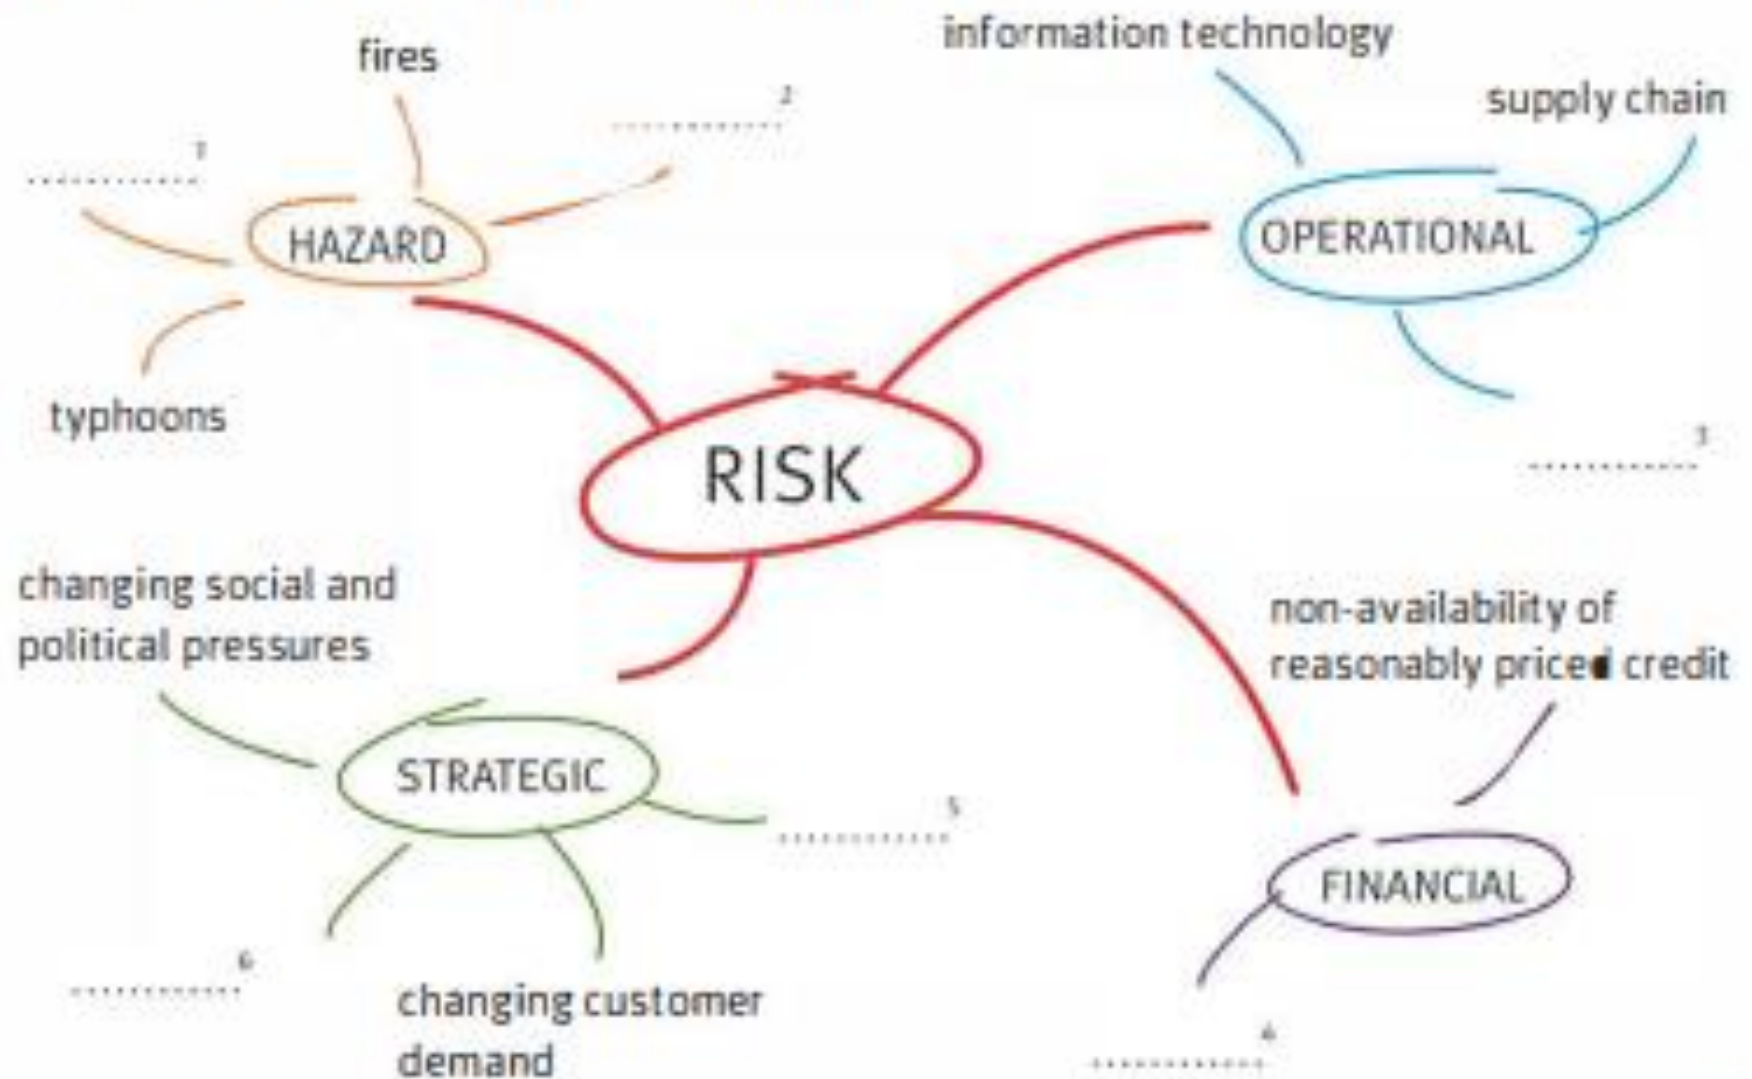 fires
information technology
supply chain
2
1
HAZARD
OPERATIONAL
typhoons
3
RISK
changing social and
political pressures
non-availability of
reasonably priced credit
STRATEGIC
5
FINANCIAL
6
changing customer
demand
4